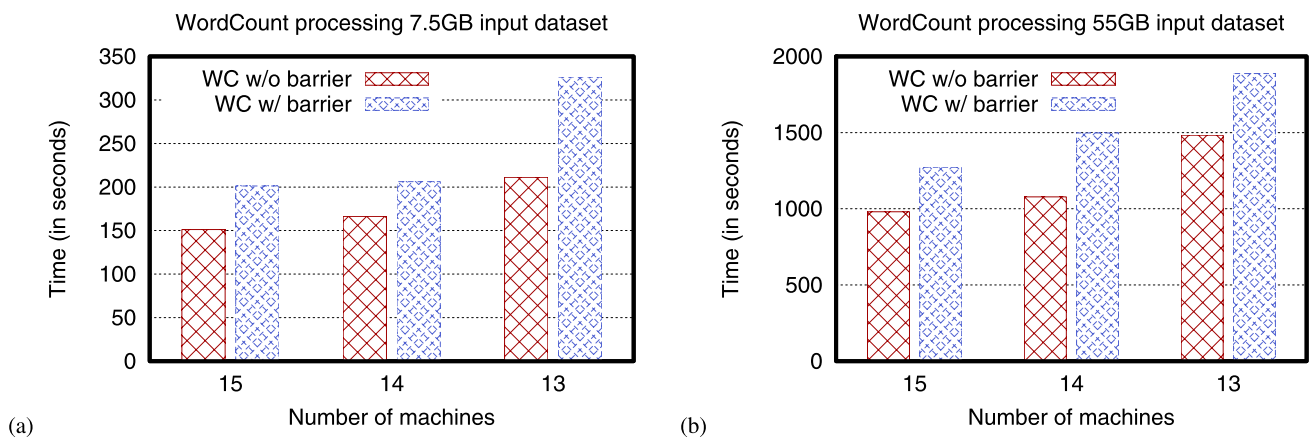 WordCount processing 7.5GB input dataset
350
300
250
200
150
100
50
0
Time (in seconds)
WC w/o barrier
WC w/ barrier
15 14 13
Number of machines
(a)
WordCount processing 55GB input dataset
2000
1500
1000
500
0
Time (in seconds)
WC w/o barrier
WC w/ barrier
15 14 13
Number of machines
(b)